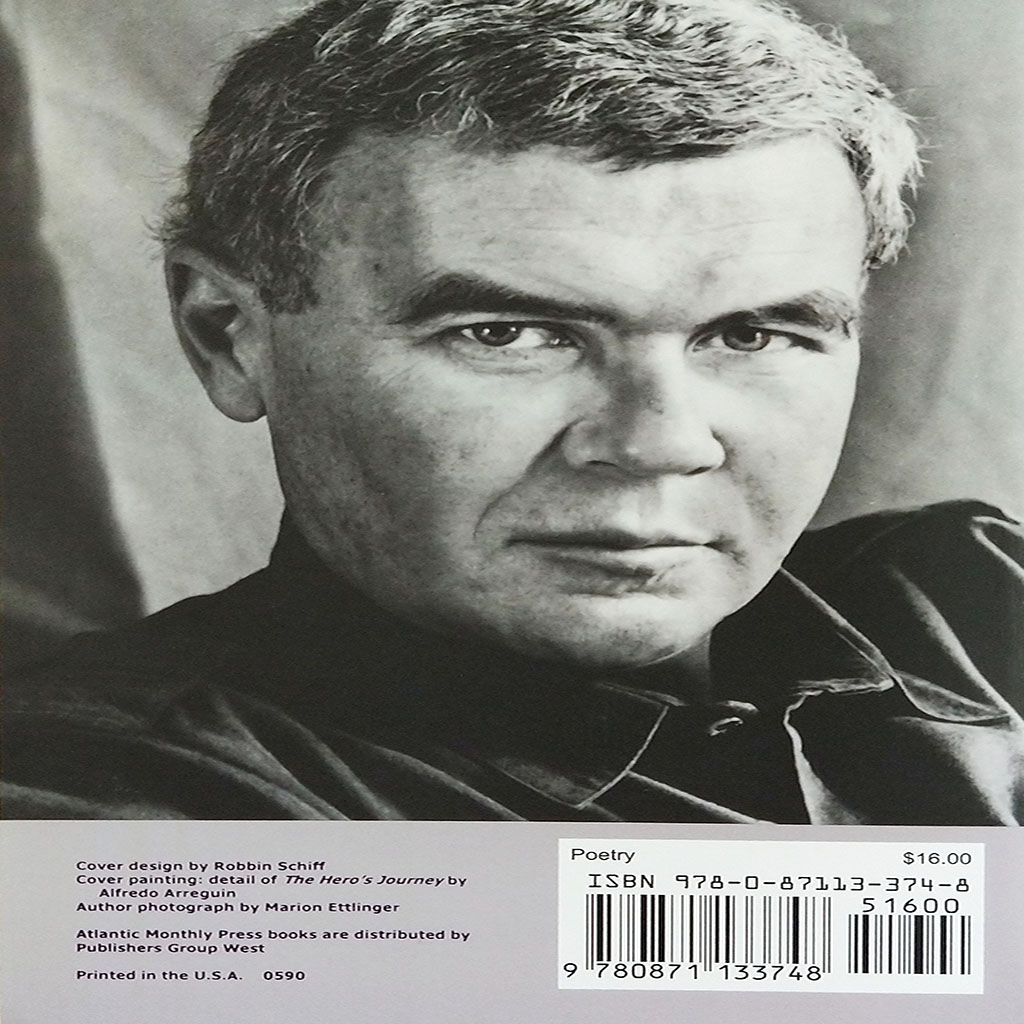 Cover design by Robbin Schiff
Cover painting: detail of The Hero's Journey by
Alfredo Arreguin
Author photograph by Marion Ettlinger
Atlantic Monthly Press books are distributed by
Publishers Group West
Printed in the U.S.A. 0590
Poetry $16.00
ISBN 978-0-87113-374-8
51600
9 780871 133748